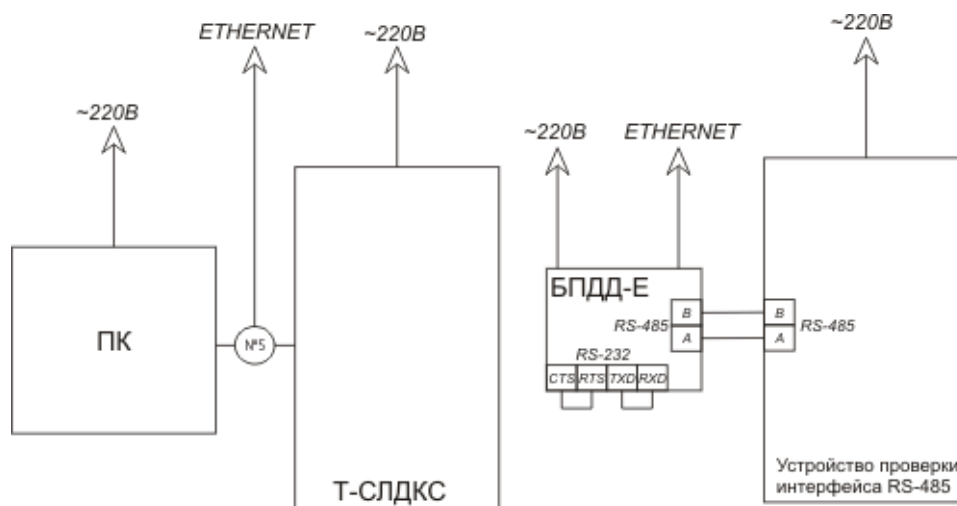 ETHERNET
~220В
~220В
~220В
~220В
ETHERNET
ПК
№5
Т-СЛДКС
БПДД-Е
RS-485
B
A
RS-232
CTS RTS TXD RXD
B
A
RS-485
Устройство проверки
интерфейса RS-485